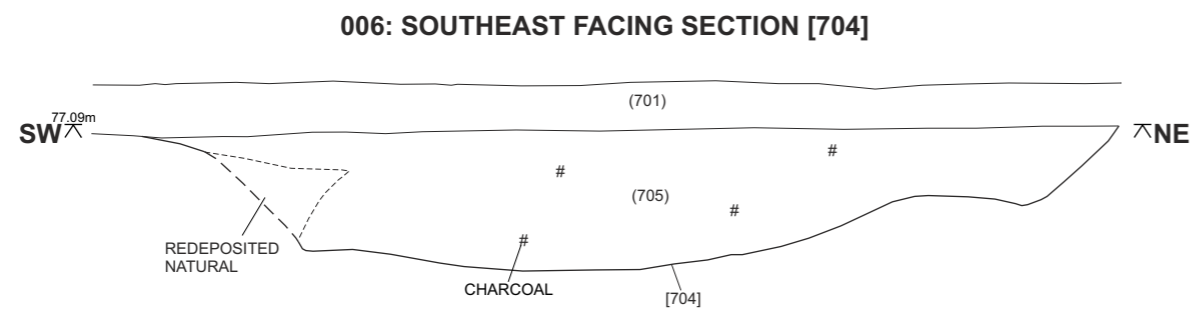 006: SOUTHEAST FACING SECTION [704]
(701)
77.09m
SW
NE
#
#
(705)
#
#
REDEPOSITED
NATURAL
CHARCOAL
[704]